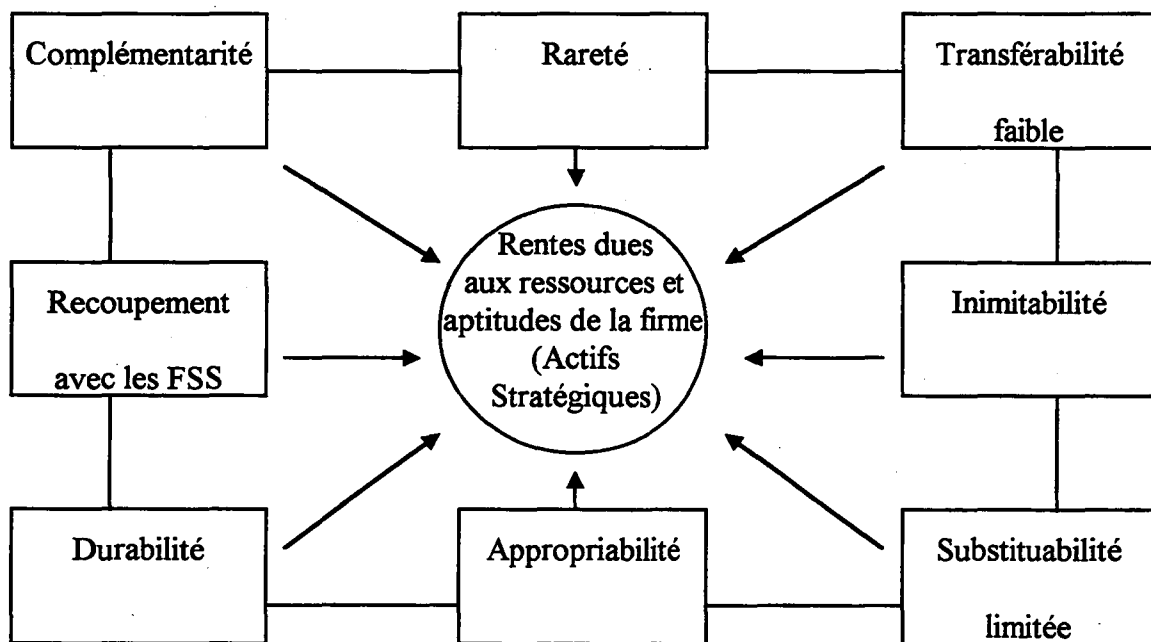 Complémentarité
Rareté
Transférabilité
faible
Rentes dues
aux ressources et
aptitudes de la firme
(Actifs
Stratégiques)
Recoupement
avec les FSS
Inimitabilité
Durabilité
Appropriabilité
Substituabilité
limitée